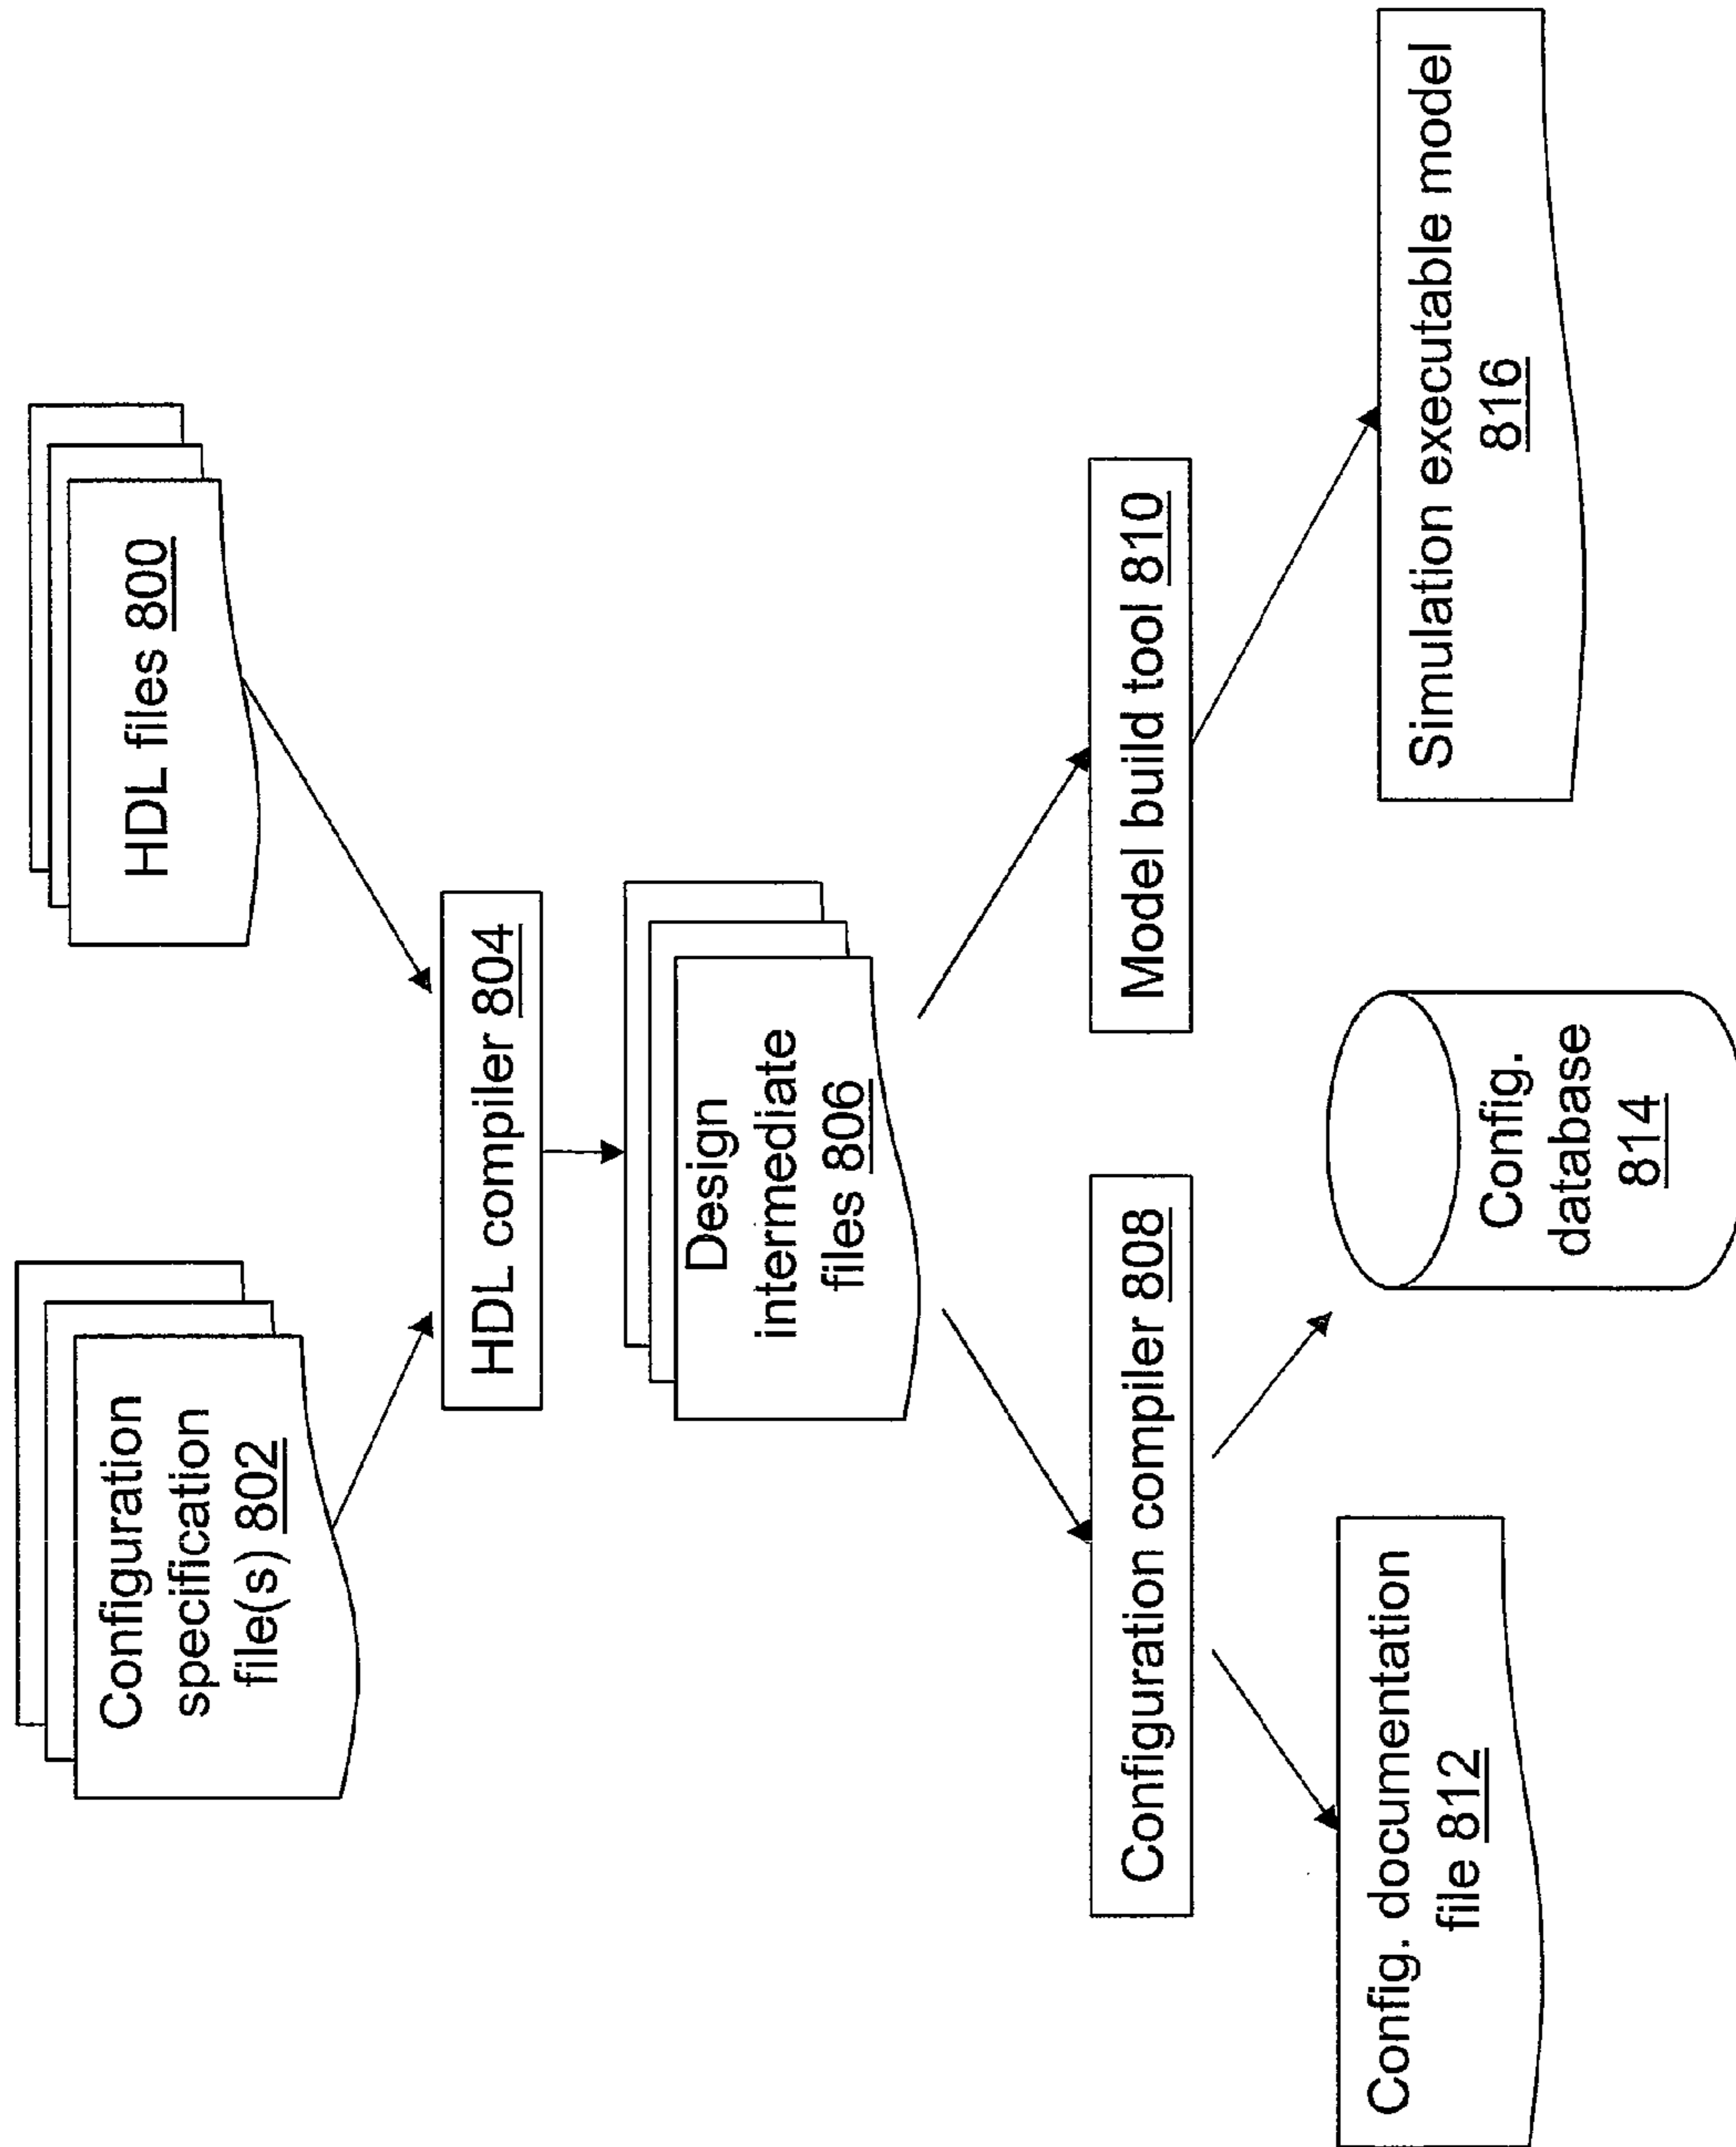 Configuration
specification
file(s) 802
HDL files 800
HDL compiler 804
Design
intermediate
files 806
Configuration compiler 808
Model build tool 810
Config. documentation
file 812
Config.
database
814
Simulation executable model
816